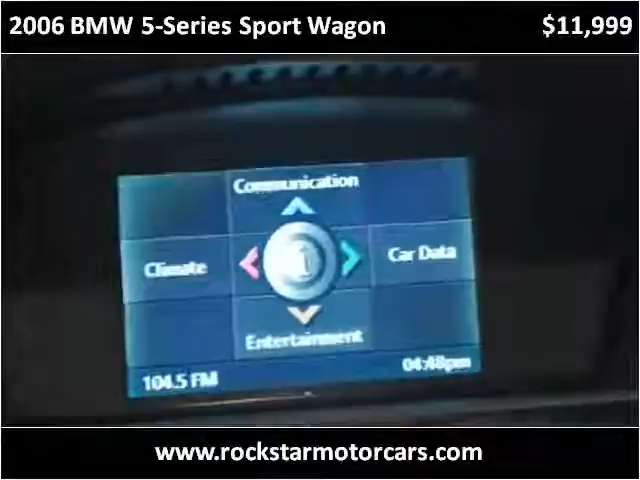 2006 BMW 5-Series Sport Wagon $11,999
Communication
Climate
Car Data
Entertainment
104.5 FM 04:48pm
www.rockstarmotorcars.com